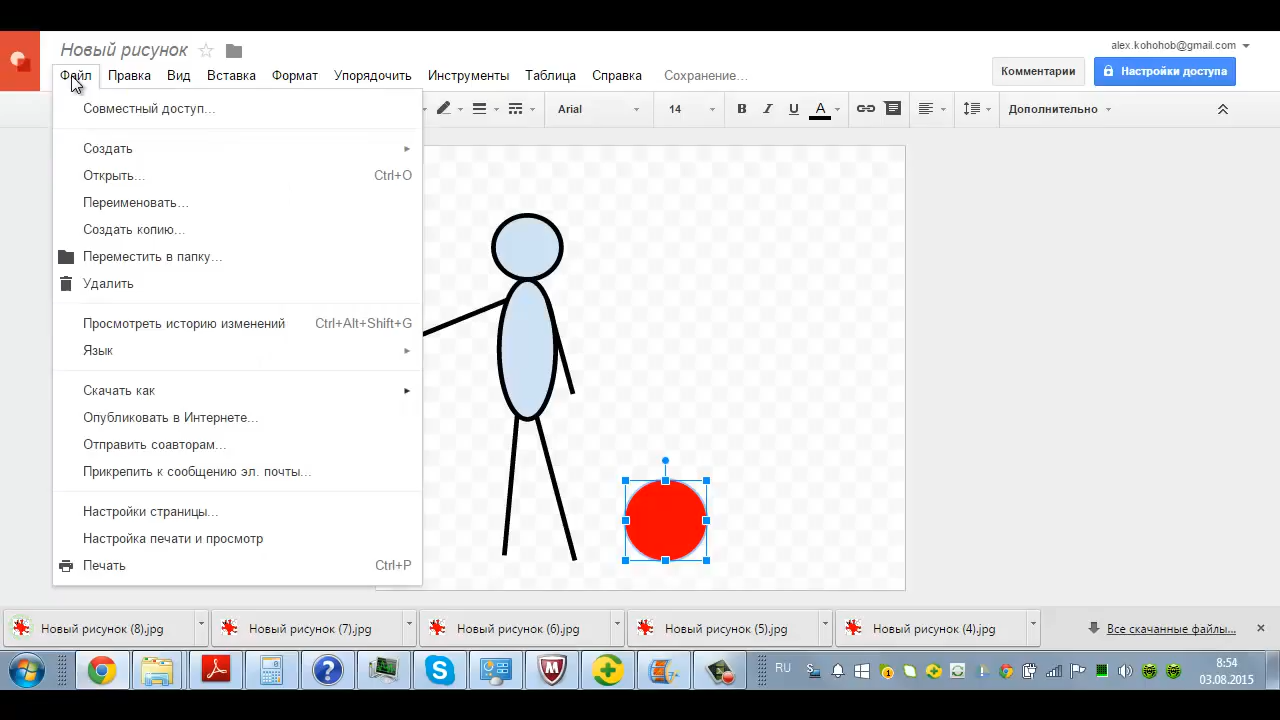 Новый рисунок
alex.kohohob@gmail.com
Файл Правка Вид Вставка Формат Упорядочить Инструменты Таблица Справка Сохранение...
Комментарии
Настройки доступа
Arial 14 B I U A Дополнительно
Совместный доступ...
Создать
Открыть... Ctrl+O
Переименовать...
Создать копию...
Переместить в папку...
Удалить
Просмотреть историю изменений Ctrl+Alt+Shift+G
Язык
Скачать как
Опубликовать в Интернете...
Отправить соавторам...
Прикрепить к сообщению эл. почты...
Настройки страницы...
Настройка печати и просмотр
Печать Ctrl+P
Новый рисунок (8).jpg Новый рисунок (7).jpg Новый рисунок (6).jpg Новый рисунок (5).jpg Новый рисунок (4).jpg Все скачанные файлы...
RU
8:54
03.08.2015